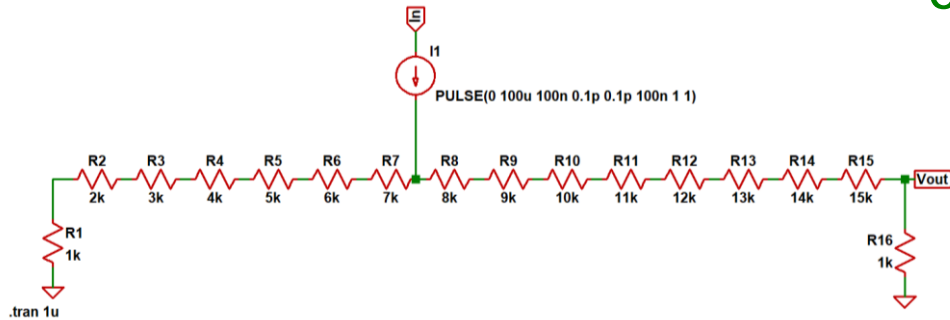 In
I1
PULSE(0 100u 100n 0.1p 0.1p 100n 1 1)
R2 R3 R4 R5 R6 R7 R8 R9 R10 R11 R12 R13 R14 R15
2k 3k 4k 5k 6k 7k 8k 9k 10k 11k 12k 13k 14k 15k
Vout
R1
1k
R16
1k
.tran 1u